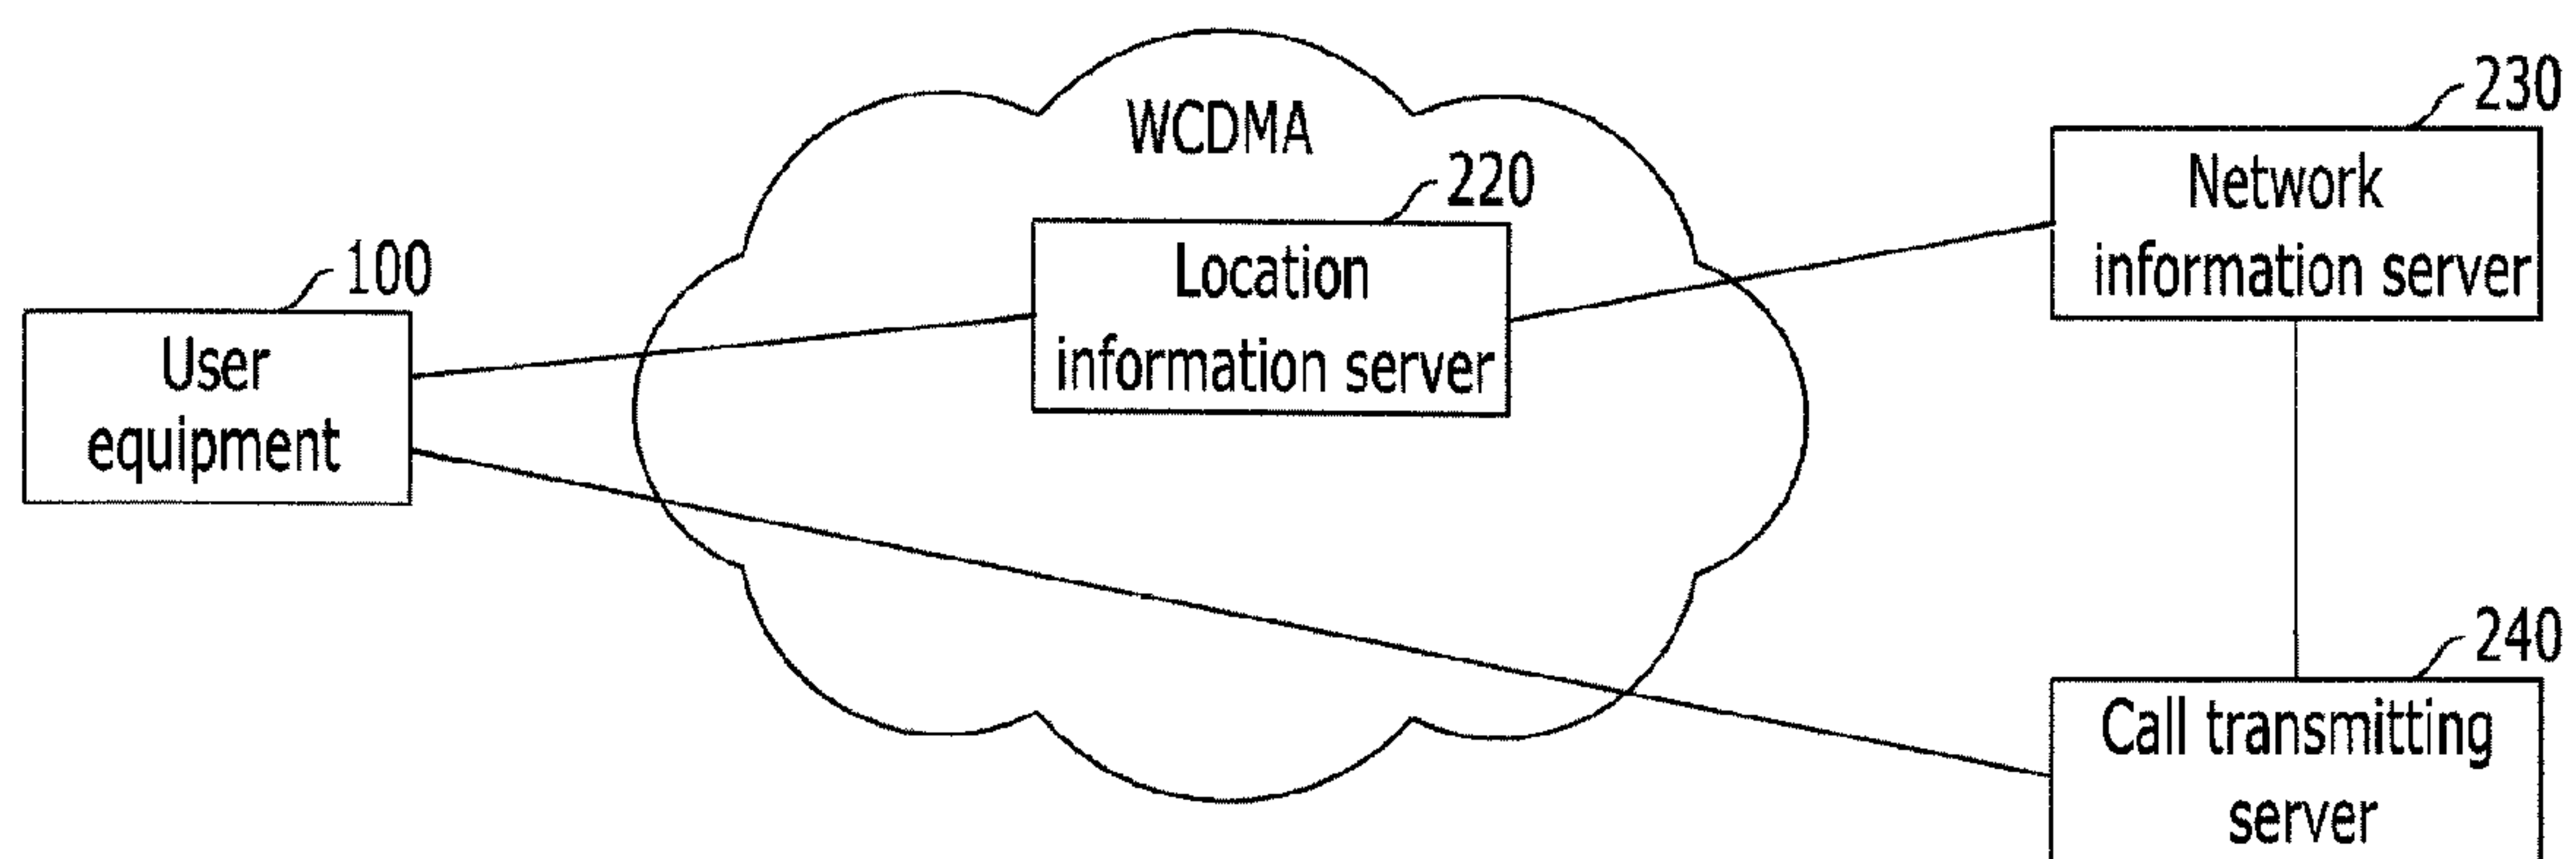 WCDMA
230
Network
information server
220
Location
information server
100
User
equipment
240
Call transmitting
server